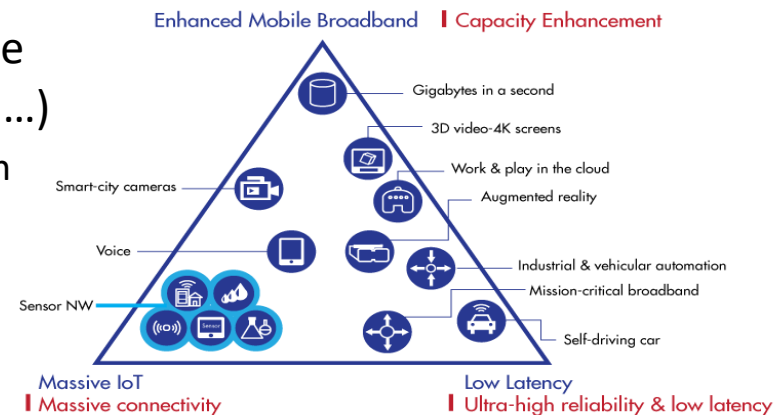 Enhanced Mobile Broadband Capacity Enhancement
e
...)
n
Gigabytes in a second
3D video-4K screens
Work & play in the cloud
Smart-city cameras
Augmented reality
Voice
Industrial & vehicular automation
Mission-critical broadband
Sensor NW
Sensor
Self-driving car
Massive IoT
Massive connectivity
Low Latency
Ultra-high reliability & low latency